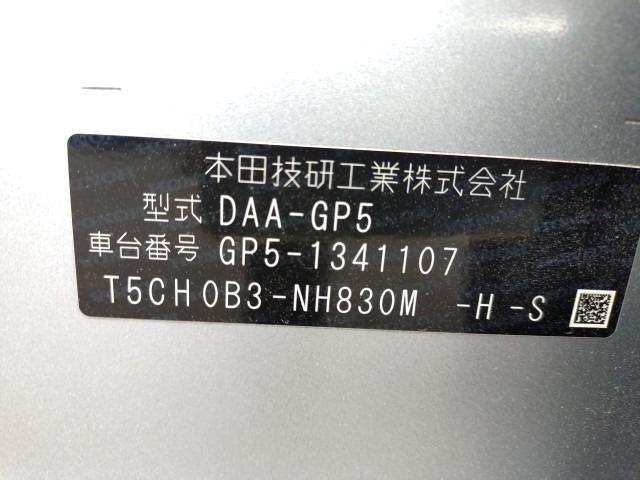 本田技研工業株式会社
型式 DAA-GP5
車台番号 GP5-1341107
T5CH0B3-NH830M -H -S